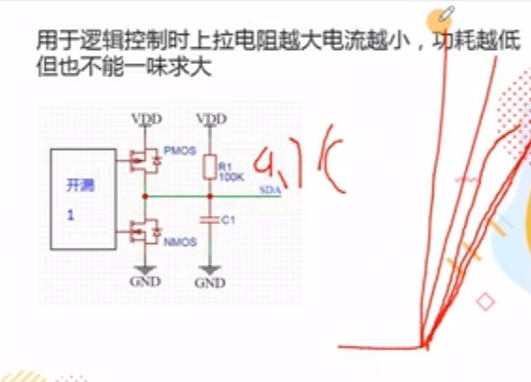 用于逻辑控制时上拉电阻越大电流越小，功耗越低
但也不能一味求大
VDD
VDD
PMOS
R1
100K
4.7K
开漏
1
SDA
C1
NMOS
GND
GND